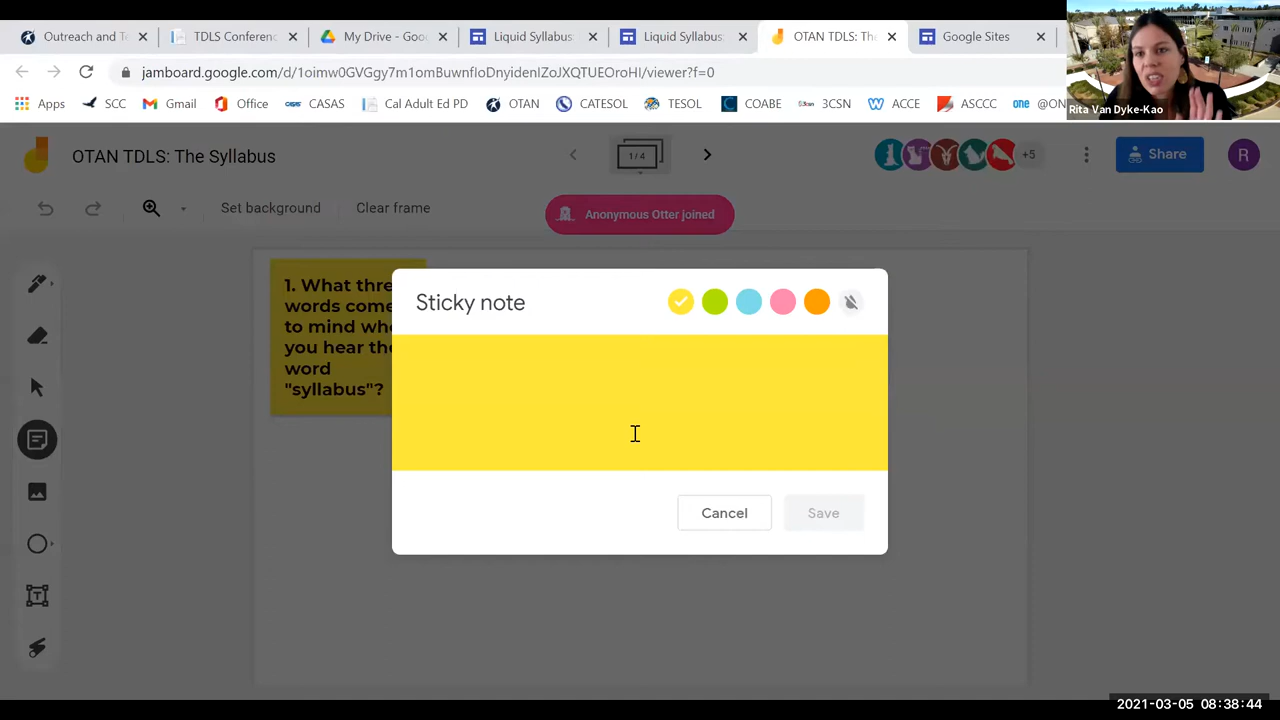 Outreach and Te
TDLS Conferenc
My Drive - Goo
Liquid Syllabus
Liquid Syllabus:
OTAN TDLS: The
Google Sites
jamboard.google.com/d/1oimw0GVGgy7m1omBuwnfIoDnyidenIZoJXQTUEOroHI/viewer?f=0
Apps
SCC
Gmail
Office
CASAS
Cal Adult Ed PD
OTAN
CATESOL
TESOL
COABE
3CSN
ACCE
ASCCC
@ON
Rita Van Dyke-Kao
OTAN TDLS: The Syllabus
1 / 4
+5
Share
R
Set background
Clear frame
Anonymous Otter joined
1. What thre
words come
to mind whe
you hear the
word
"syllabus"?
Sticky note
Cancel
Save
2021-03-05 08:38:44